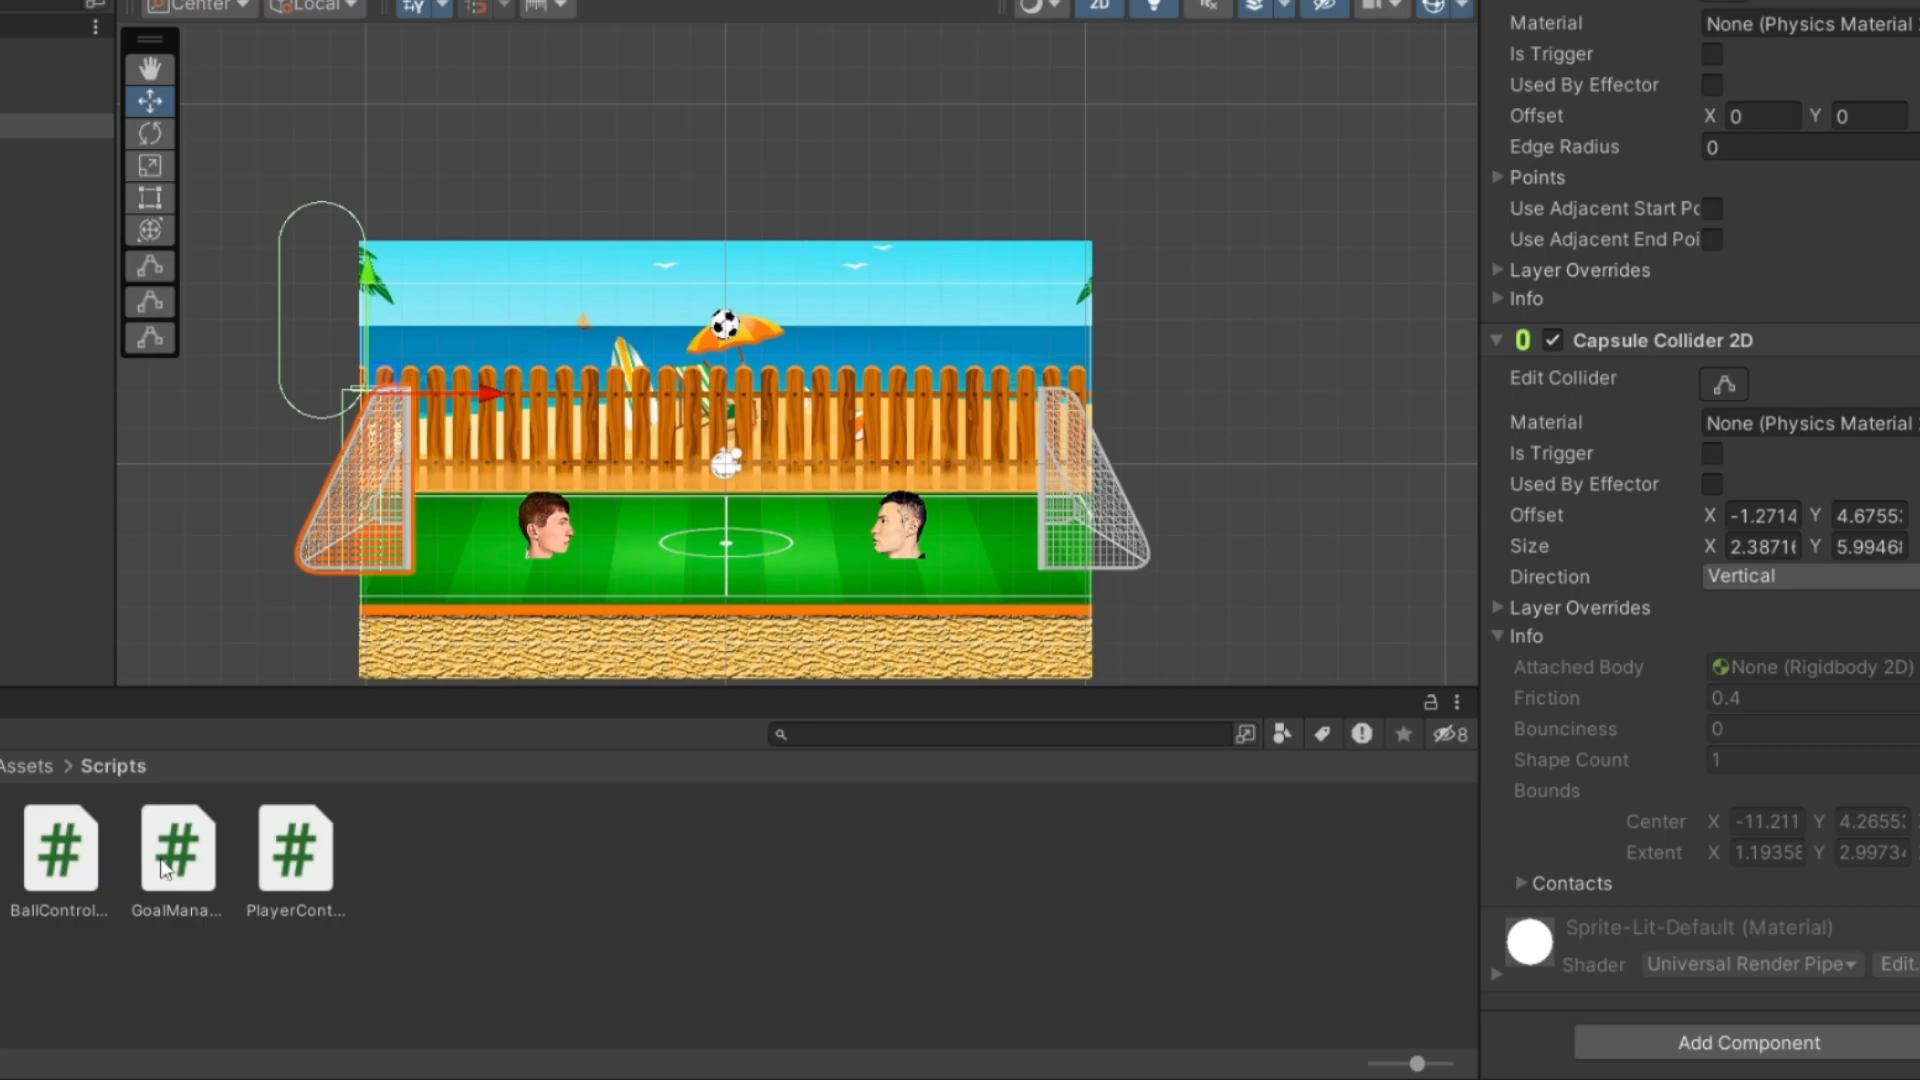 Center
Local
2D
Material
None (Physics Material
Is Trigger
Used By Effector
Offset
X 0 Y 0
Edge Radius
0
Points
Use Adjacent Start Po
Use Adjacent End Poi
Layer Overrides
Info
Capsule Collider 2D
Edit Collider
Material
None (Physics Material
Is Trigger
Used By Effector
Offset
X -1.2714 Y 4.6755
Size
X 2.3871 Y 5.9946
Direction
Vertical
Layer Overrides
Info
Attached Body
None (Rigidbody 2D)
Friction
0.4
Bounciness
0
Shape Count
1
Bounds
Center X -11.211 Y 4.2655
Extent X 1.19358 Y 2.9973
Contacts
Sprite-Lit-Default (Material)
Shader
Universal Render Pipe
Edit.
Add Component
8
Assets > Scripts
#
#
#
BallControl...
GoalMana...
PlayerCont...